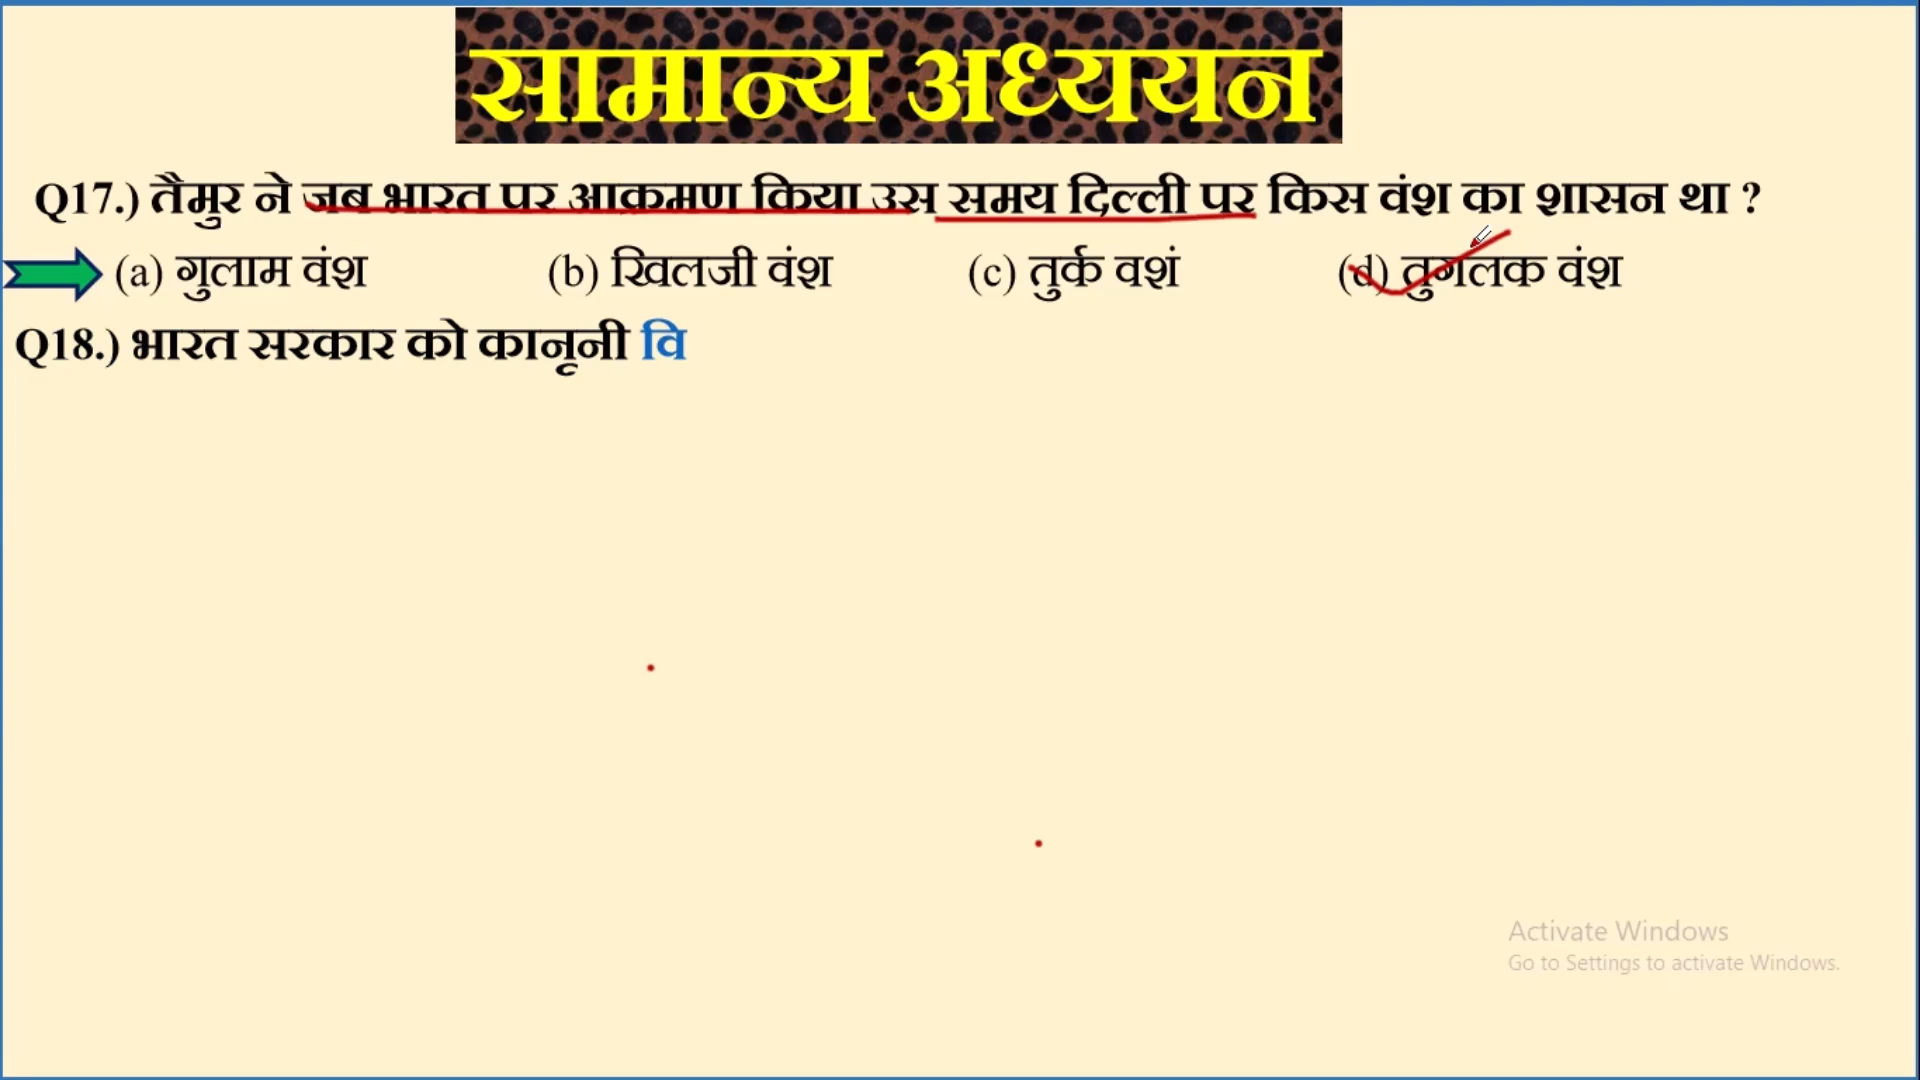 सामान्य अध्ययन
Q17.) तैमुर ने जब भारत पर आक्रमण किया उस समय दिल्ली पर किस वंश का शासन था ?
(a) गुलाम वंश (b) खिलजी वंश (c) तुर्क वशं (d) तुगलक वंश
Q18.) भारत सरकार को कानूनी वि
Activate Windows
Go to Settings to activate Windows.